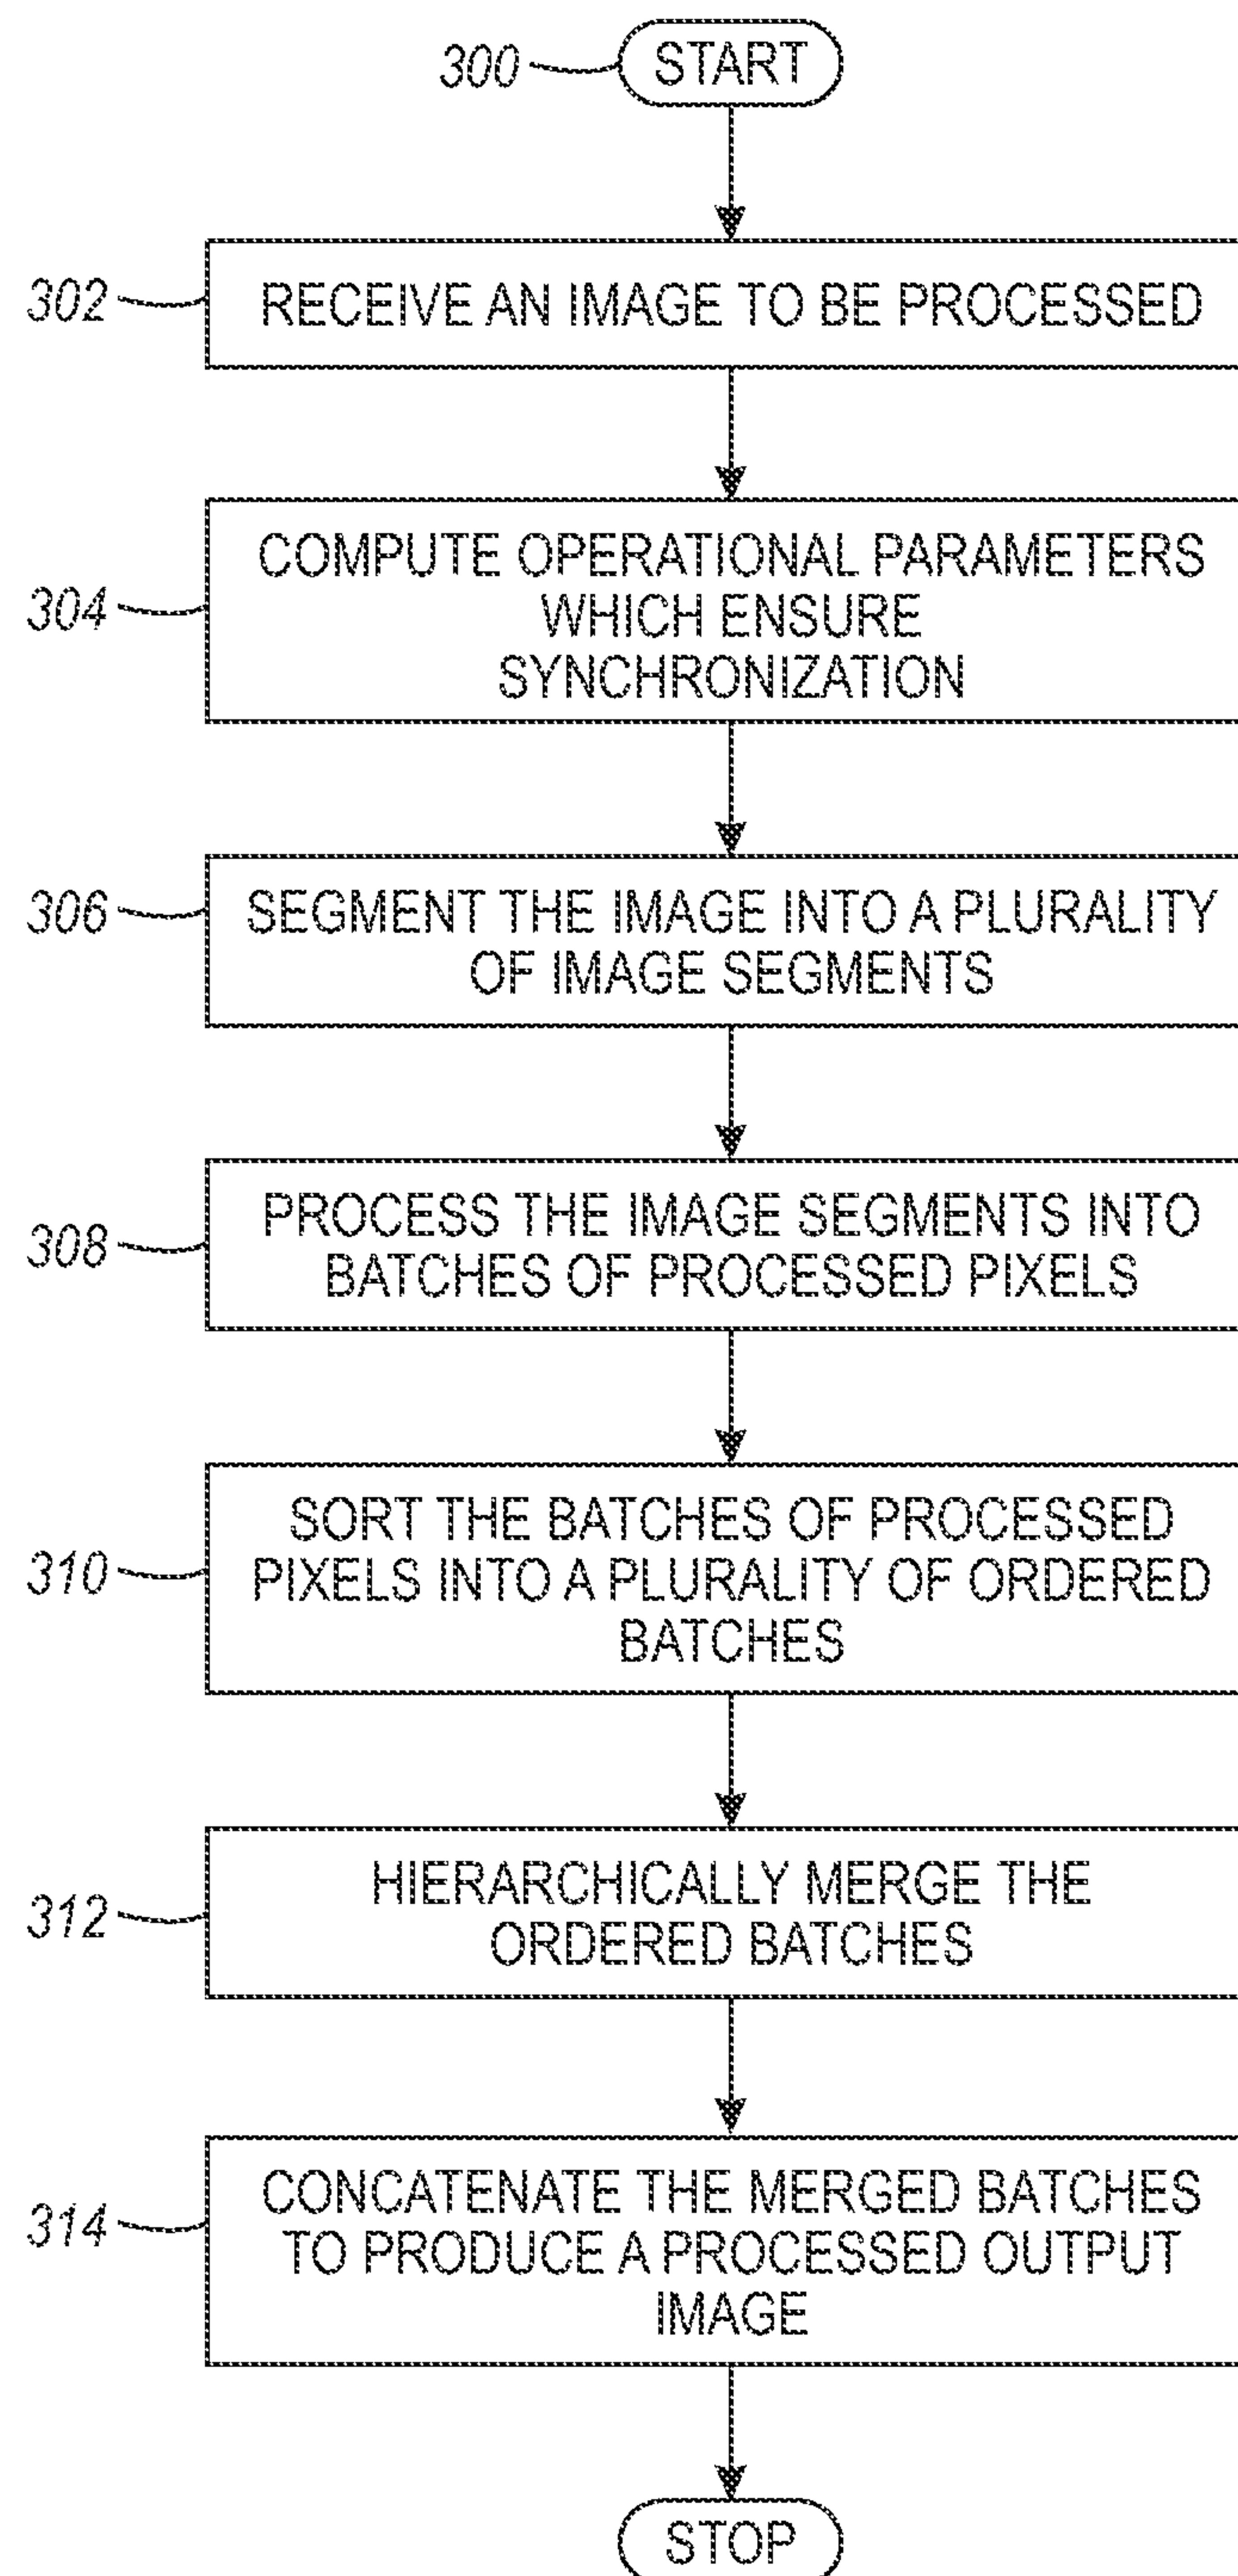 300 START
302 RECEIVE AN IMAGE TO BE PROCESSED
COMPUTE OPERATIONAL PARAMETERS
304 WHICH ENSURE
SYNCHRONIZATION
306 SEGMENT THE IMAGE INTO A PLURALITY
OF IMAGE SEGMENTS
308 PROCESS THE IMAGE SEGMENTS INTO
BATCHES OF PROCESSED PIXELS
SORT THE BATCHES OF PROCESSED
310 PIXELS INTO A PLURALITY OF ORDERED
BATCHES
312 HIERARCHICALLY MERGE THE
ORDERED BATCHES
CONCATENATE THE MERGED BATCHES
314 TO PRODUCE A PROCESSED OUTPUT
IMAGE
STOP